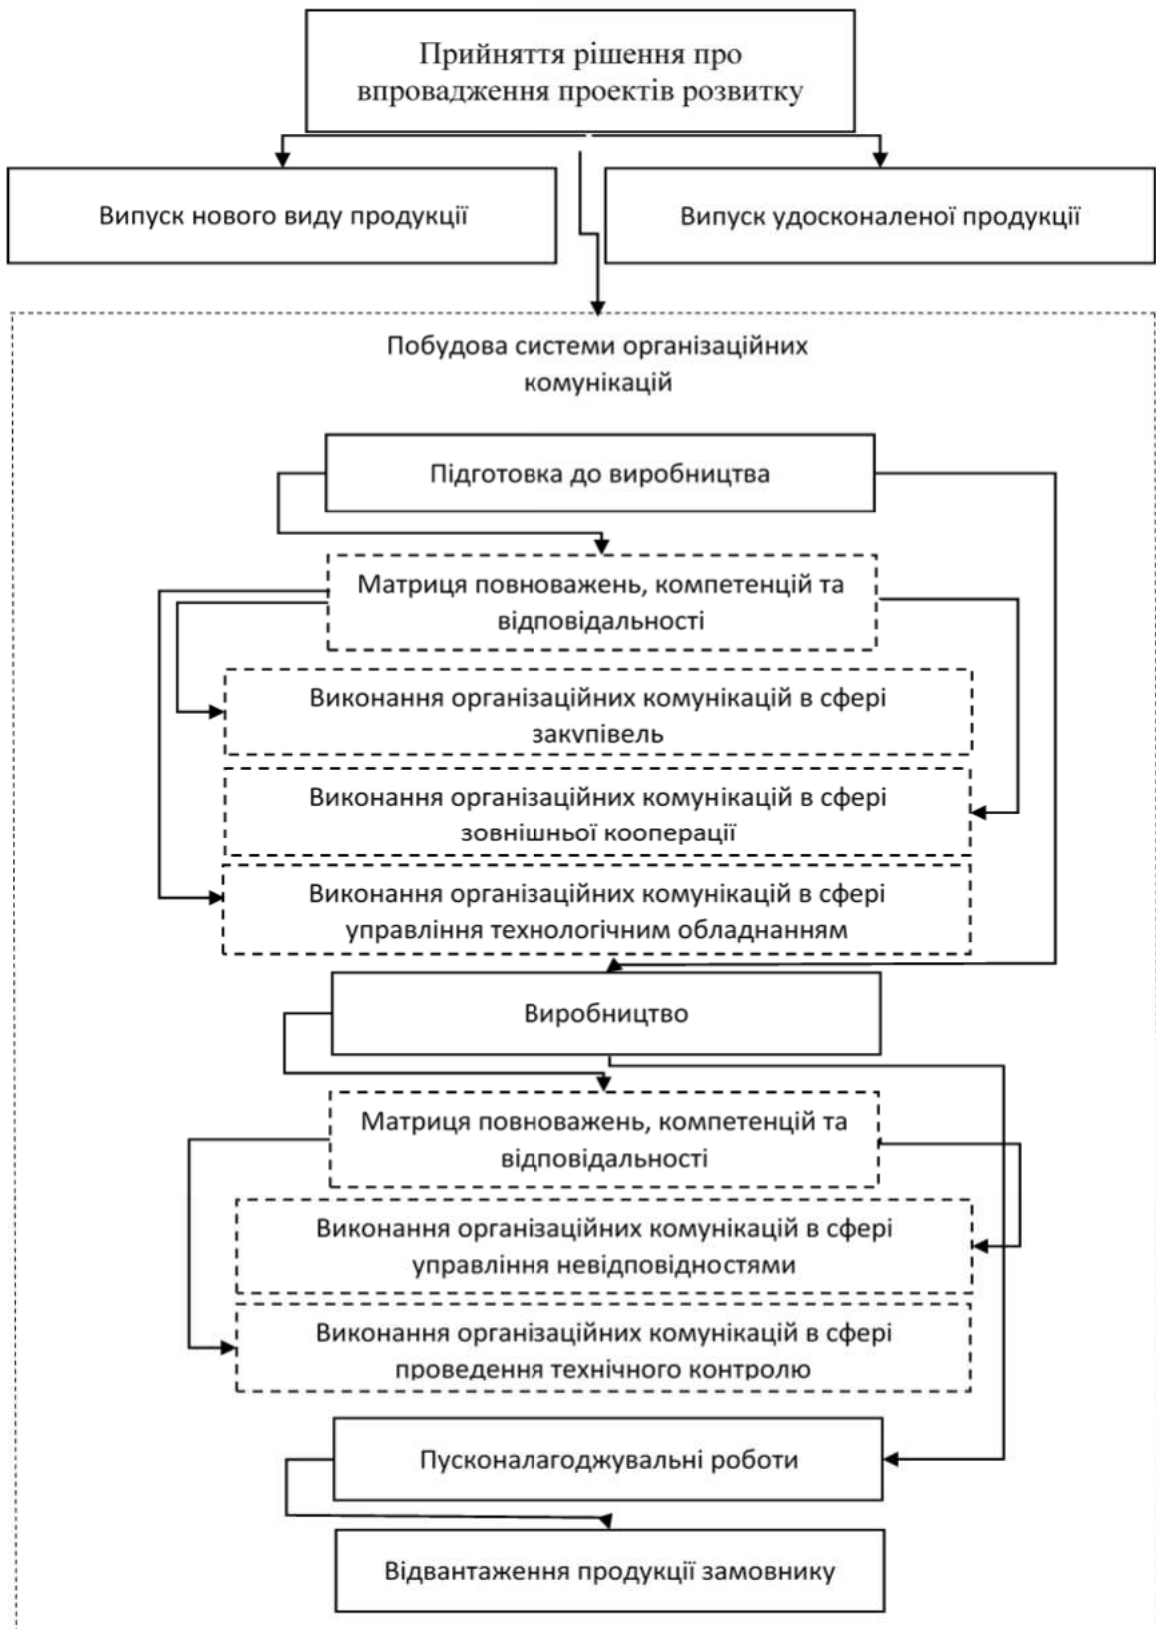 Прийняття рішення про
впровадження проектів розвитку
Випуск нового виду продукції
Випуск удосконаленої продукції
Побудова системи організаційних
комунікацій
Підготовка до виробництва
Матриця повноважень, компетенцій та
відповідальності
Виконання організаційних комунікацій в сфері
закупівель
Виконання організаційних комунікацій в сфері
зовнішньої кооперації
Виконання організаційних комунікацій в сфері
управління технологічним обладнанням
Виробництво
Матриця повноважень, компетенцій та
відповідальності
Виконання організаційних комунікацій в сфері
управління невідповідностями
Виконання організаційних комунікацій в сфері
проведення технічного контролю
Пусконалагоджувальні роботи
Відвантаження продукції замовнику